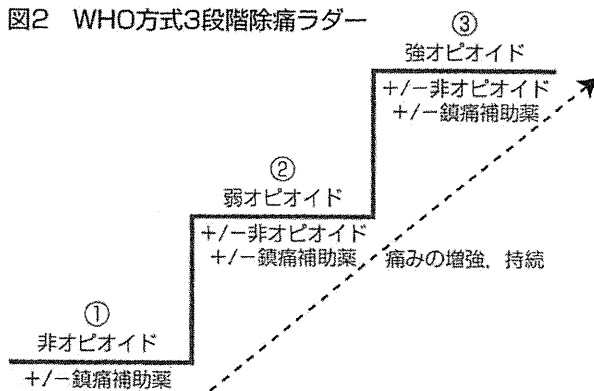 図2 WHO方式3段階除痛ラダー
③
強オピオイド
+/−非オピオイド
+/−鎮痛補助薬
②
弱オピオイド
+/−非オピオイド
+/−鎮痛補助薬
痛みの増強，持続
①
非オピオイド
+/−鎮痛補助薬